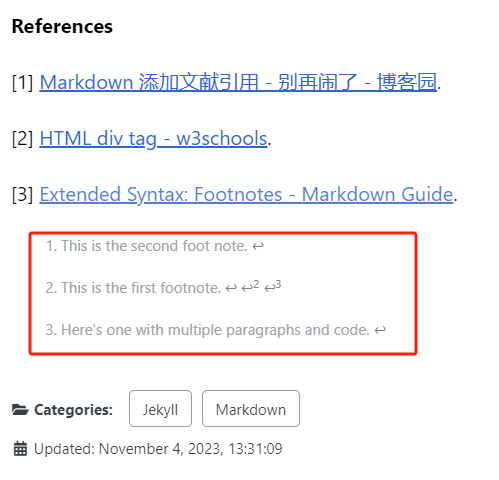 References
[1] Markdown 添加文献引用 - 别再闹了 - 博客园.
[2] HTML div tag - w3schools.
[3] Extended Syntax: Footnotes - Markdown Guide.
1. This is the second foot note. ↩
2. This is the first footnote. ↩ ↩2 ↩3
3. Here’s one with multiple paragraphs and code. ↩
Categories: Jekyll Markdown
Updated: November 4, 2023, 13:31:09